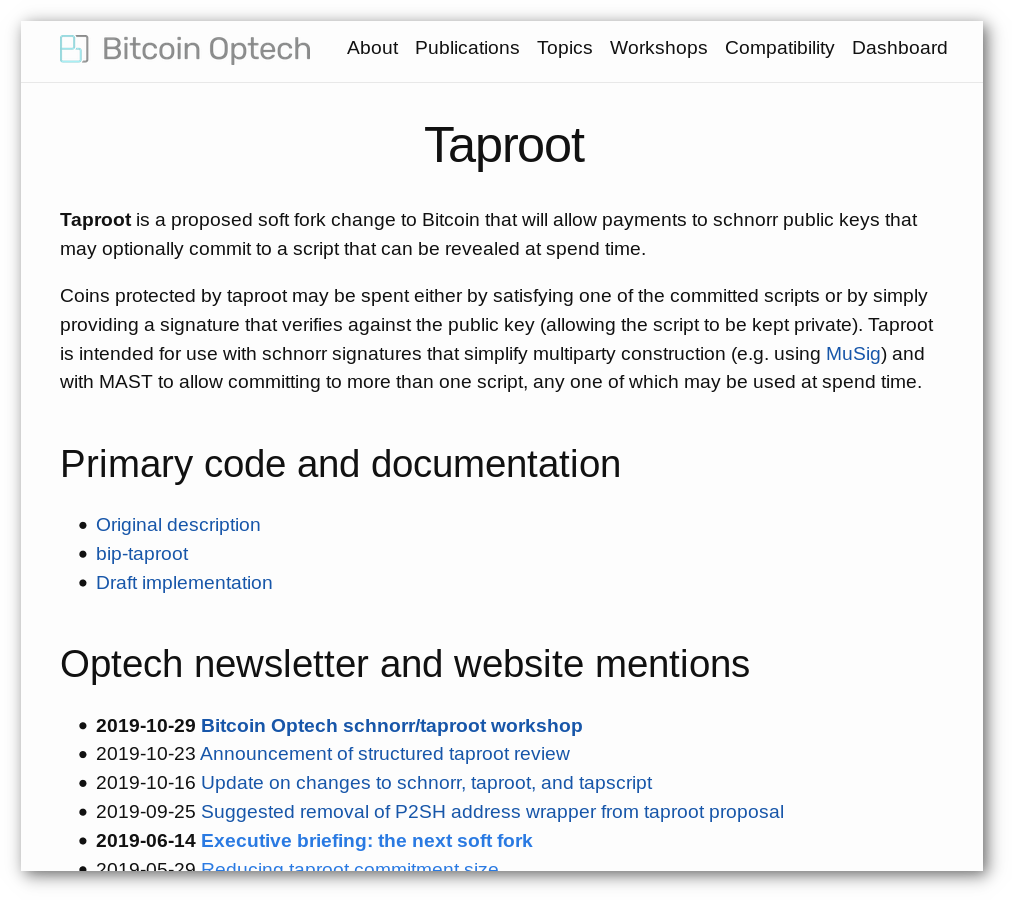 Bitcoin Optech About Publications Topics Workshops Compatibility Dashboard
Taproot
Taproot is a proposed soft fork change to Bitcoin that will allow payments to schnorr public keys that
may optionally commit to a script that can be revealed at spend time.
Coins protected by taproot may be spent either by satisfying one of the committed scripts or by simply
providing a signature that verifies against the public key (allowing the script to be kept private). Taproot
is intended for use with schnorr signatures that simplify multiparty construction (e.g. using MuSig) and
with MAST to allow committing to more than one script, any one of which may be used at spend time.
Primary code and documentation
• Original description
• bip-taproot
• Draft implementation
Optech newsletter and website mentions
• 2019-10-29 Bitcoin Optech schnorr/taproot workshop
• 2019-10-23 Announcement of structured taproot review
• 2019-10-16 Update on changes to schnorr, taproot, and tapscript
• 2019-09-25 Suggested removal of P2SH address wrapper from taproot proposal
• 2019-06-14 Executive briefing: the next soft fork
• 2019-05-29 Reducing taproot commitment size